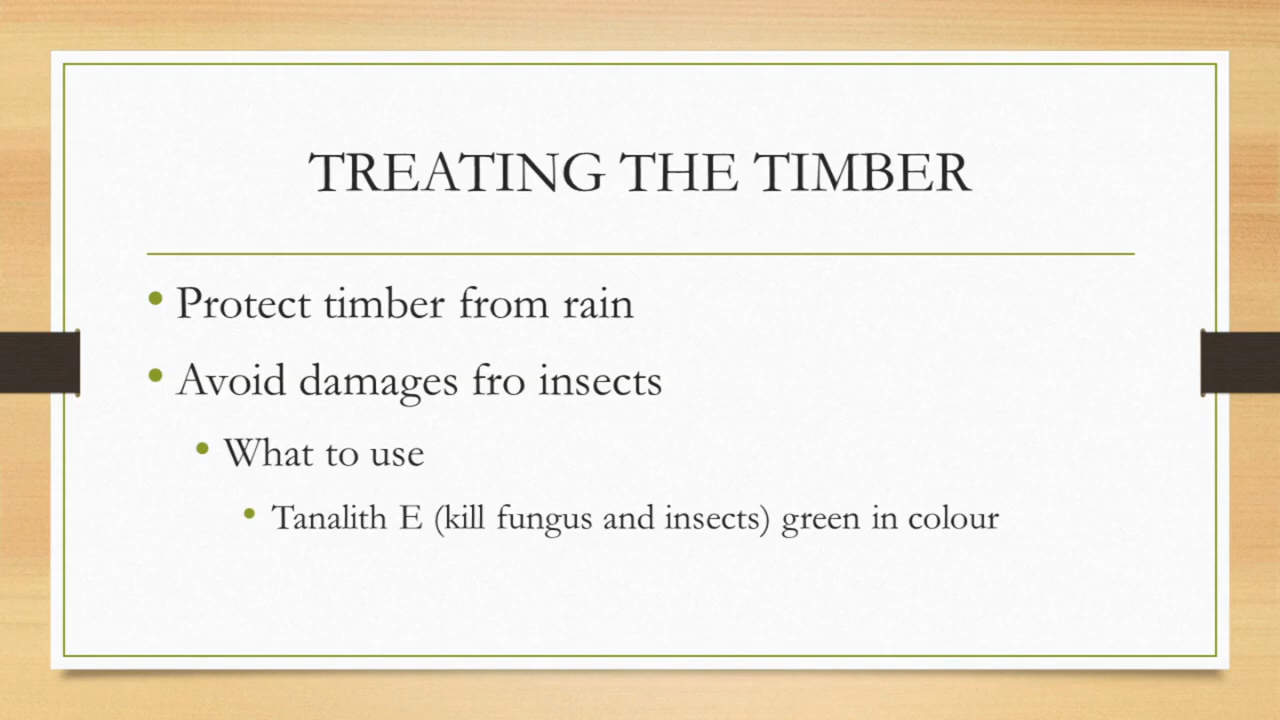 TREATING THE TIMBER
• Protect timber from rain
• Avoid damages fro insects
• What to use
• Tanalith E (kill fungus and insects) green in colour